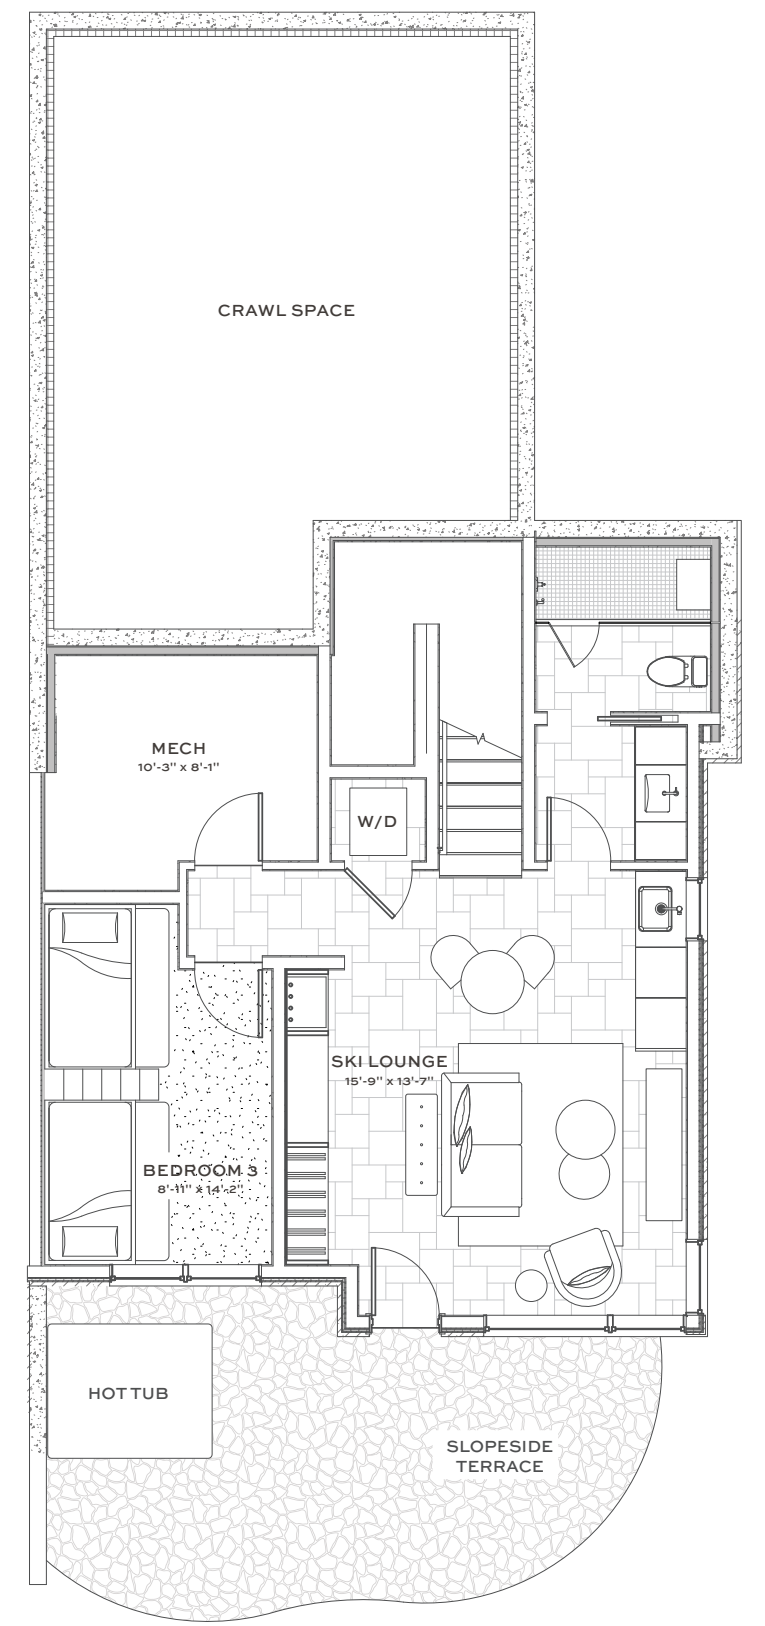 CRAWL SPACE
MECH
10'-3" x 8'-1"
W/D
SKI LOUNGE
15'-9" x 13'-7"
BEDROOM 3
8'-11" x 14'-2"
HOT TUB
SLOPESIDE
TERRACE